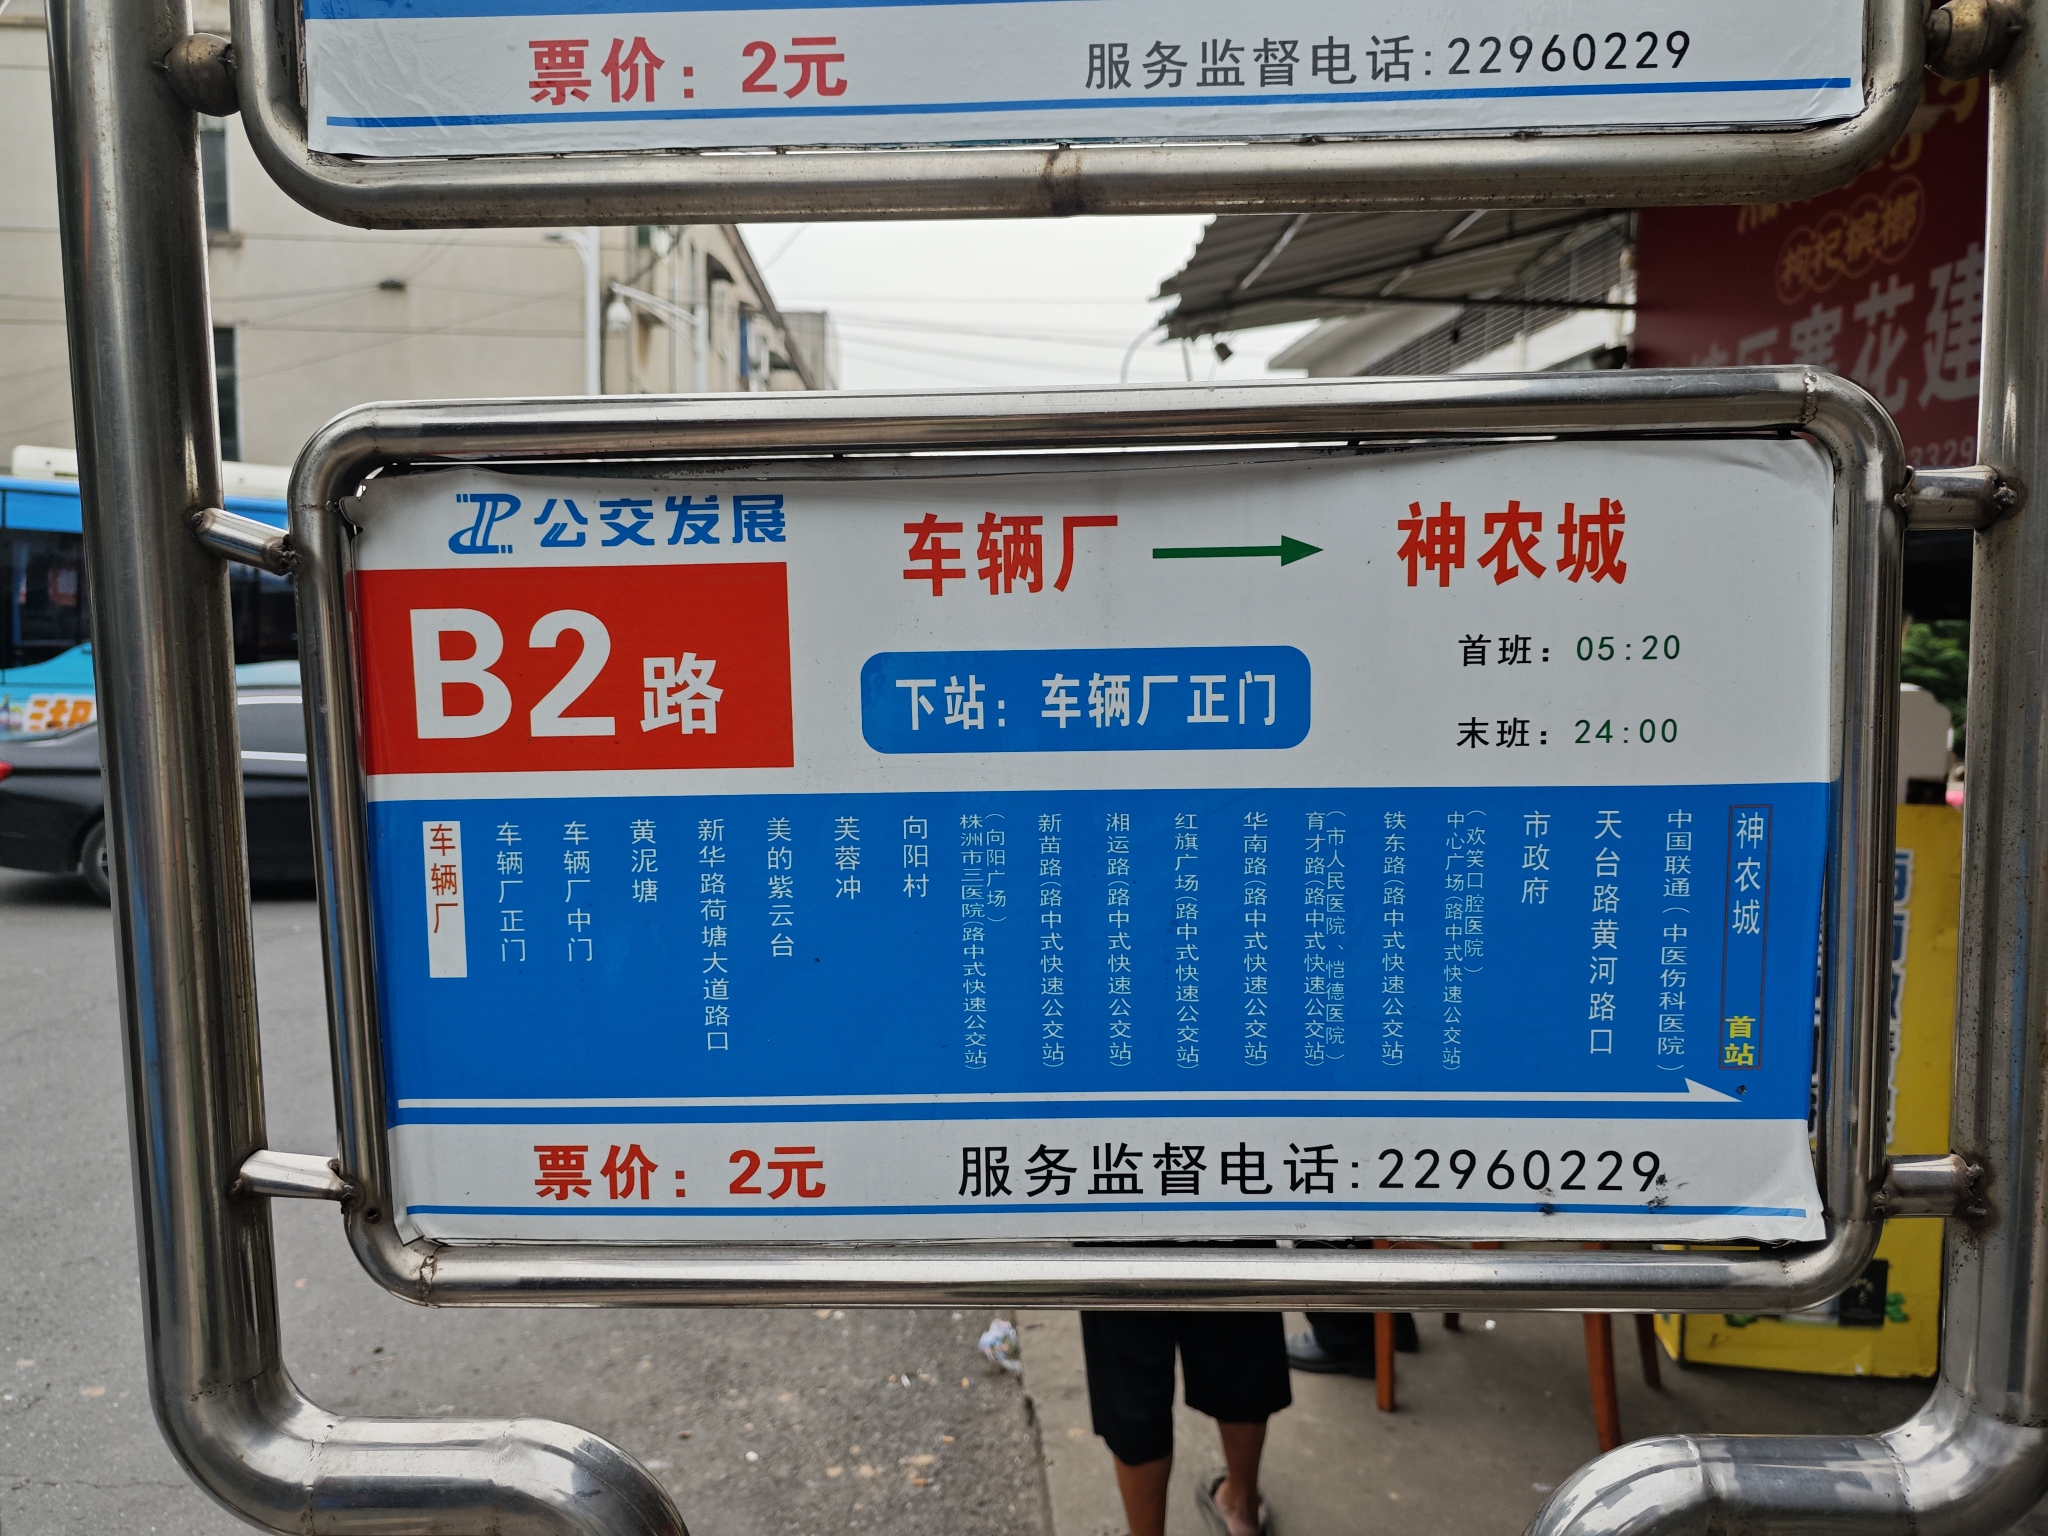 票价：2元
服务监督电话:22960229
枸杞槟榔
寨花建
3329
公交发展
车辆厂
神农城
B2路
下站：车辆厂正门
首班：05:20
末班：24:00
车辆厂
车辆厂正门
车辆厂中门
黄泥塘
新华路荷塘大道路口
美的紫云台
芙蓉冲
向阳村
株洲市三医院(路中式快速公交站)
(向阳广场)
新苗路(路中式快速公交站)
湘运路(路中式快速公交站)
红旗广场(路中式快速公交站)
华南路(路中式快速公交站)
育才路(路中式快速公交站)
(市人民医院、恺德医院)
铁东路(路中式快速公交站)
中心广场(路中式快速公交站)
(欢笑口腔医院)
市政府
天台路黄河路口
中国联通(中医伤科医院)
神农城
首站
票价：2元
服务监督电话:22960229